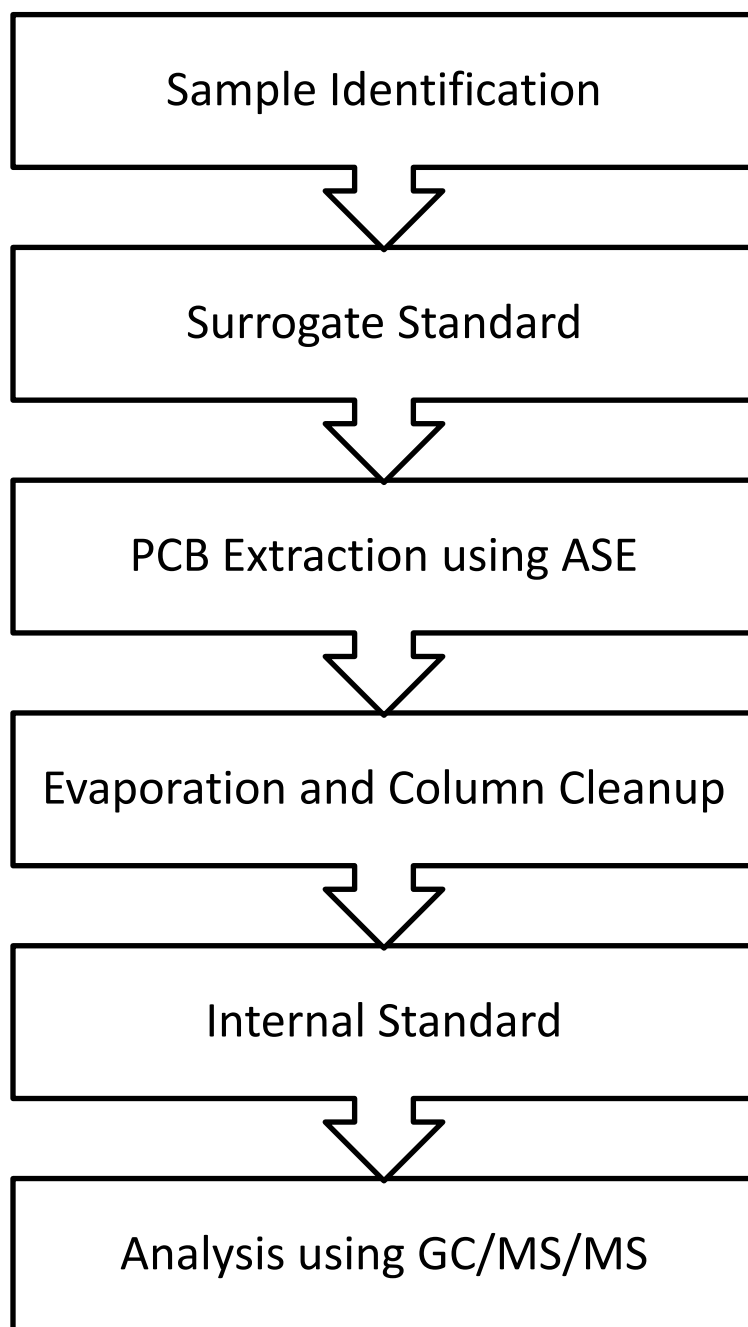 Sample Identification
Surrogate Standard
PCB Extraction using ASE
Evaporation and Column Cleanup
Internal Standard
Analysis using GC/MS/MS